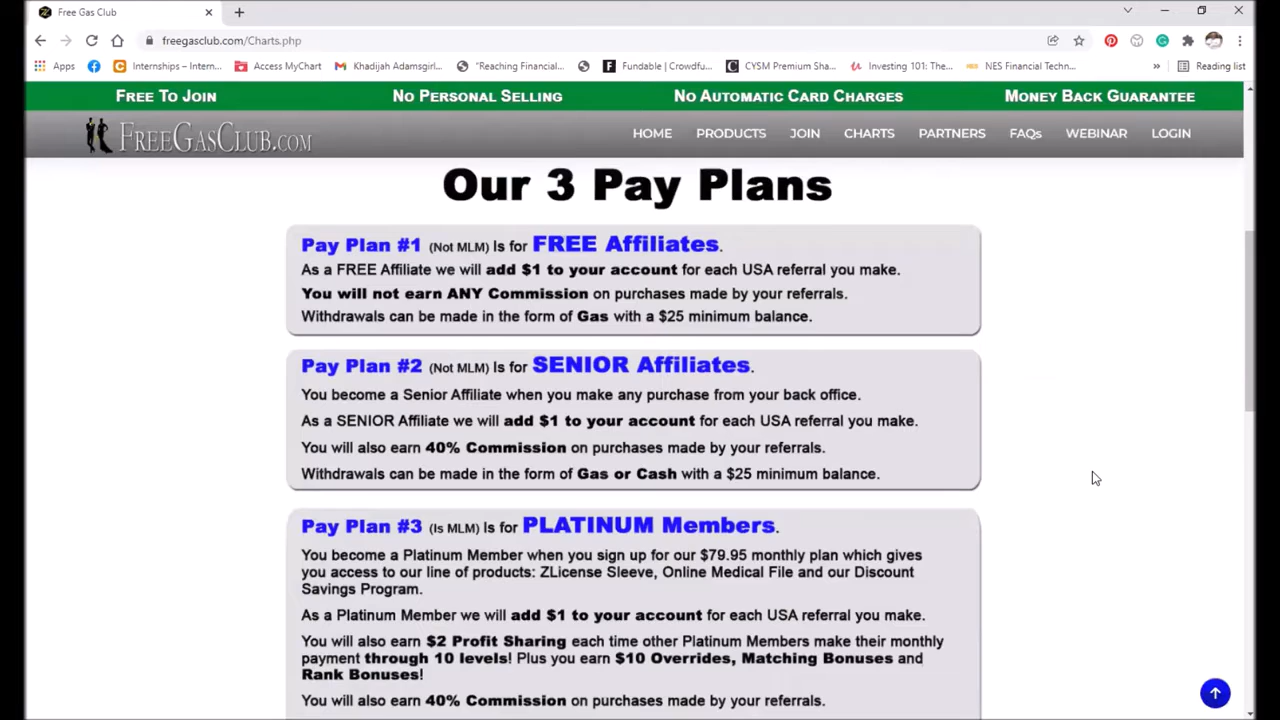 Free Gas Club
freegasclub.com/Charts.php
Apps
Internships – Intern...
Access MyChart
Khadijah Adamsgirl...
"Reaching Financial...
Fundable | Crowdfu...
CYSM Premium Sha...
Investing 101: The...
NES Financial Techn...
Reading list
FREE TO JOIN
NO PERSONAL SELLING
NO AUTOMATIC CARD CHARGES
MONEY BACK GUARANTEE
FREEGASCLUB.COM
HOME
PRODUCTS
JOIN
CHARTS
PARTNERS
FAQs
WEBINAR
LOGIN
Our 3 Pay Plans
Pay Plan #1 (Not MLM) Is for FREE Affiliates.
As a FREE Affiliate we will add $1 to your account for each USA referral you make.
You will not earn ANY Commission on purchases made by your referrals.
Withdrawals can be made in the form of Gas with a $25 minimum balance.
Pay Plan #2 (Not MLM) Is for SENIOR Affiliates.
You become a Senior Affiliate when you make any purchase from your back office.
As a SENIOR Affiliate we will add $1 to your account for each USA referral you make.
You will also earn 40% Commission on purchases made by your referrals.
Withdrawals can be made in the form of Gas or Cash with a $25 minimum balance.
Pay Plan #3 (Is MLM) Is for PLATINUM Members.
You become a Platinum Member when you sign up for our $79.95 monthly plan which gives
you access to our line of products: ZLicense Sleeve, Online Medical File and our Discount
Savings Program.
As a Platinum Member we will add $1 to your account for each USA referral you make.
You will also earn $2 Profit Sharing each time other Platinum Members make their monthly
payment through 10 levels! Plus you earn $10 Overrides, Matching Bonuses and
Rank Bonuses!
You will also earn 40% Commission on purchases made by your referrals.